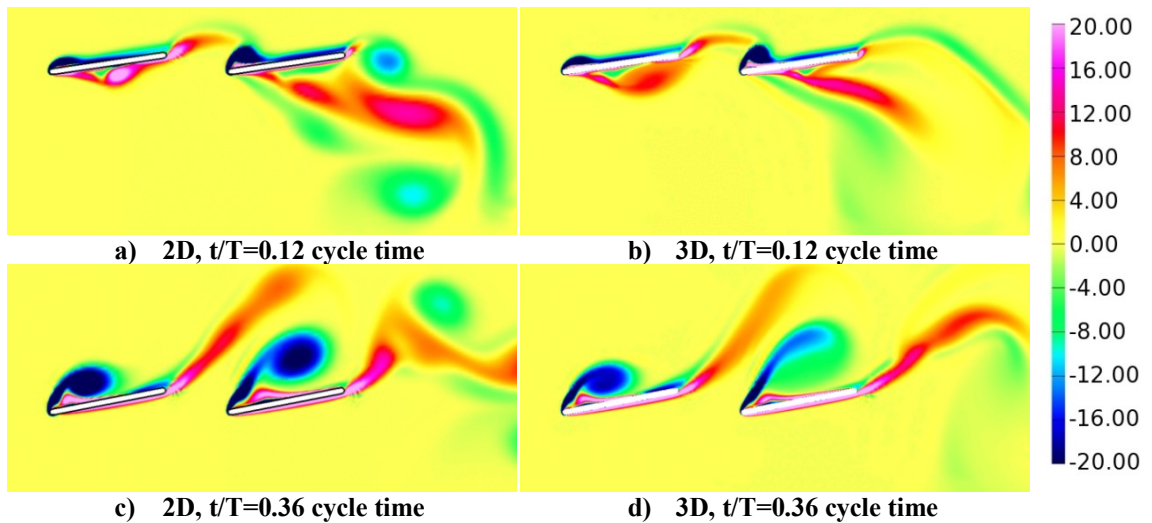 20.00
16.00
12.00
8.00
4.00
0.00
-4.00
-8.00
-12.00
-16.00
-20.00
a) 2D, t/T=0.12 cycle time
b) 3D, t/T=0.12 cycle time
c) 2D, t/T=0.36 cycle time
d) 3D, t/T=0.36 cycle time